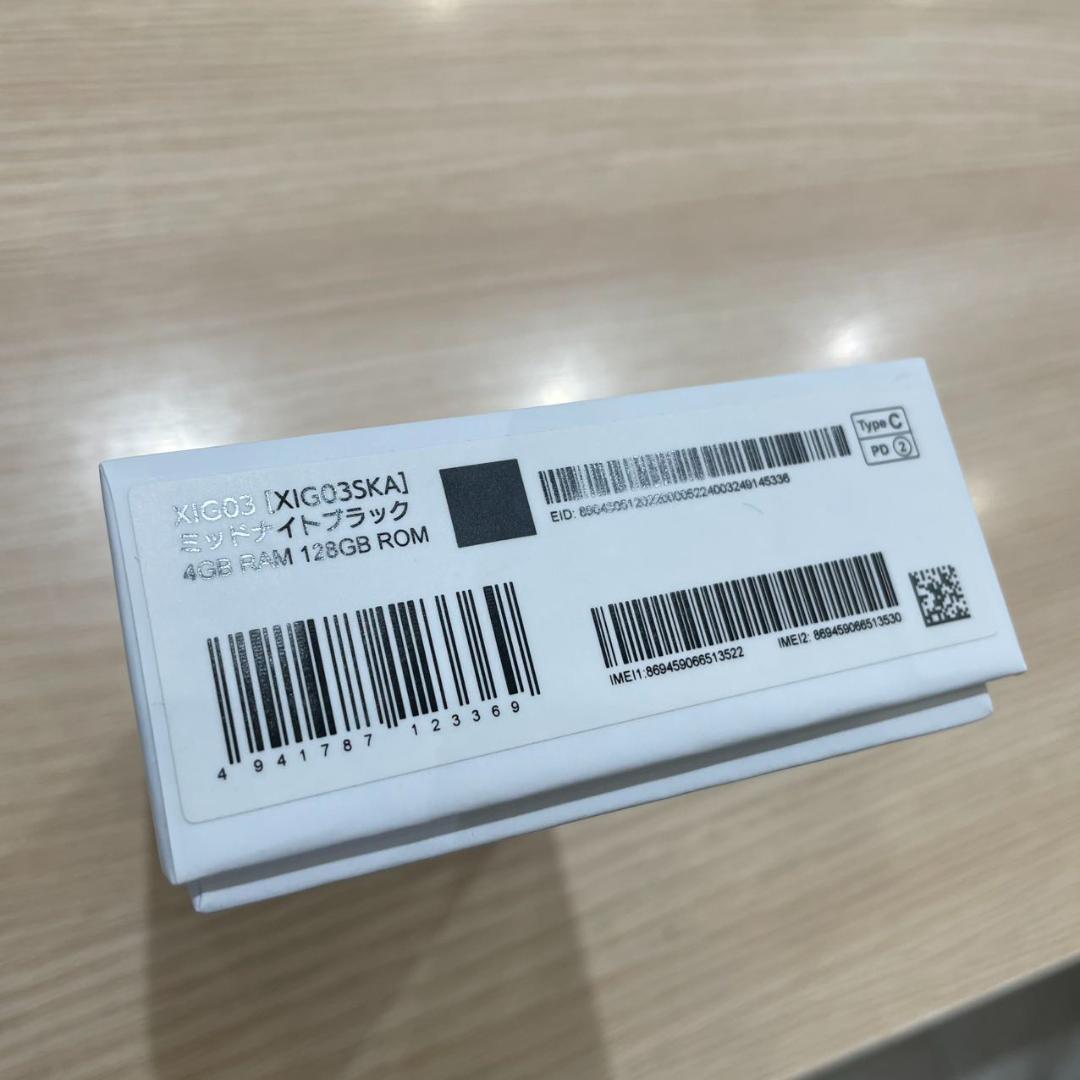 XIG03 [XIG03SKA]
ミッドナイトブラック
4GB RAM 128GB ROM
4 941787 123369
EID:
IMEI1:869459066513522
IMEI2: 869459066513530
Type C
PD 2